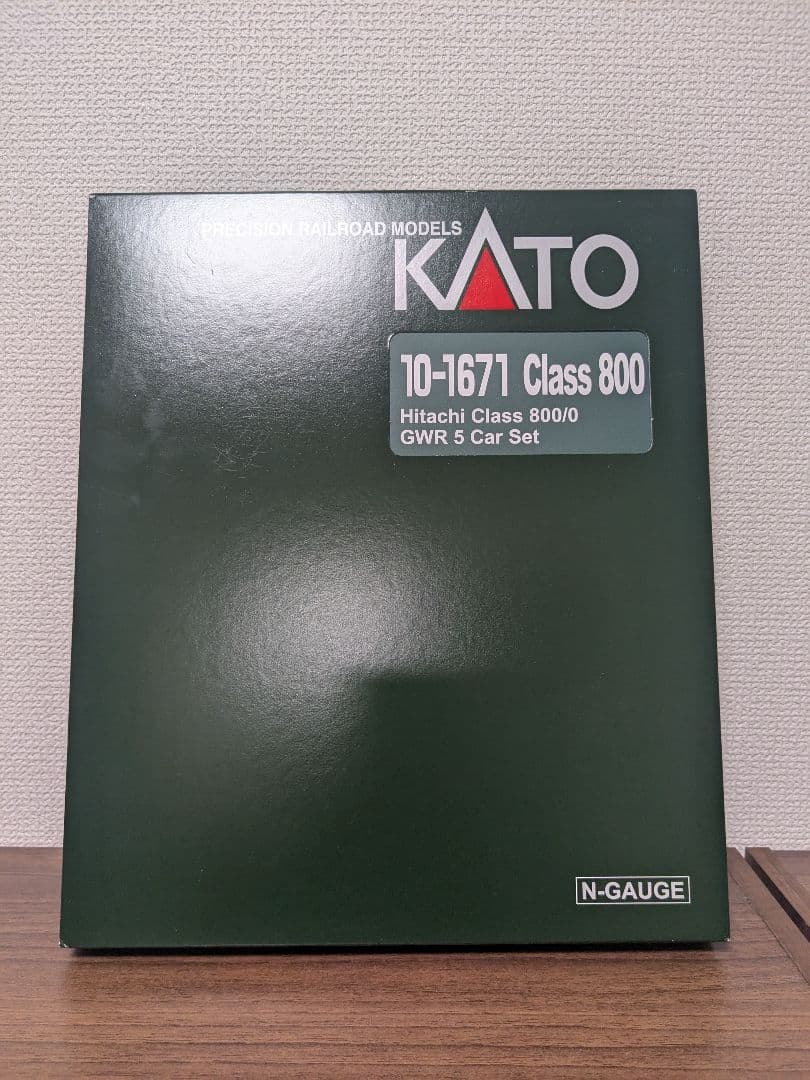 PRECISION RAILROAD MODELS
KATO
10-1671 Class 800
Hitachi Class 800/0
GWR 5 Car Set
N-GAUGE